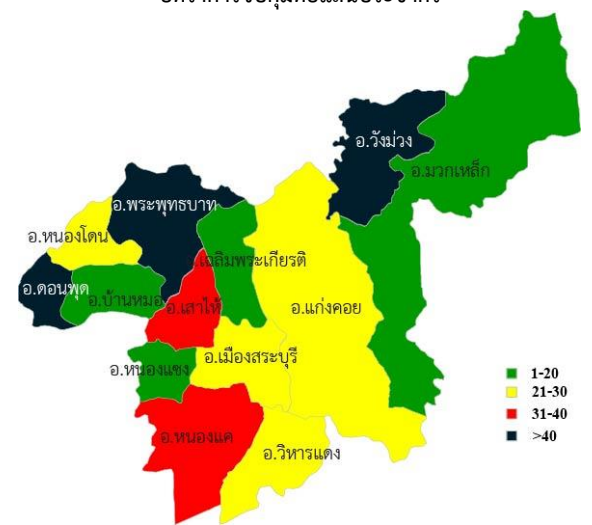 อ.วังม่วง
อ.มวกเหล็ก
อ.พระพุทธบาท
อ.หนองโดน
อ.เฉลิมพระเกียรติ
อ.ดอนพุด
อ.บ้านหมอ
อ.เสาไห้
อ.แก่งคอย
อ.เมืองสระบุรี
อ.หนองแซง
อ.หนองแค
อ.วิหารแดง
1-20
21-30
31-40
>40